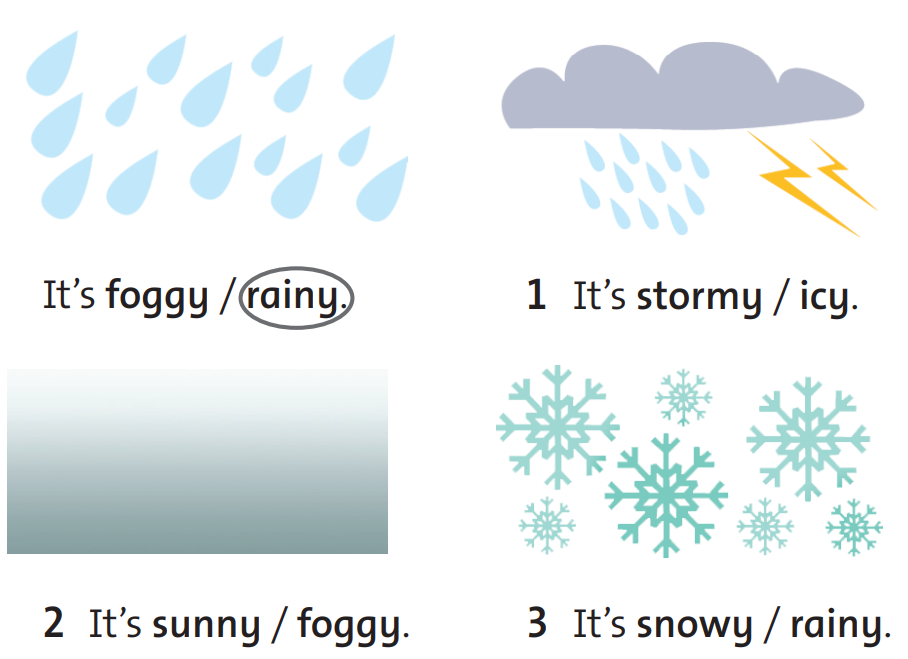 It's foggy / rainy.
1 It's stormy / icy.
2 It's sunny / foggy.
3 It's snowy / rainy.